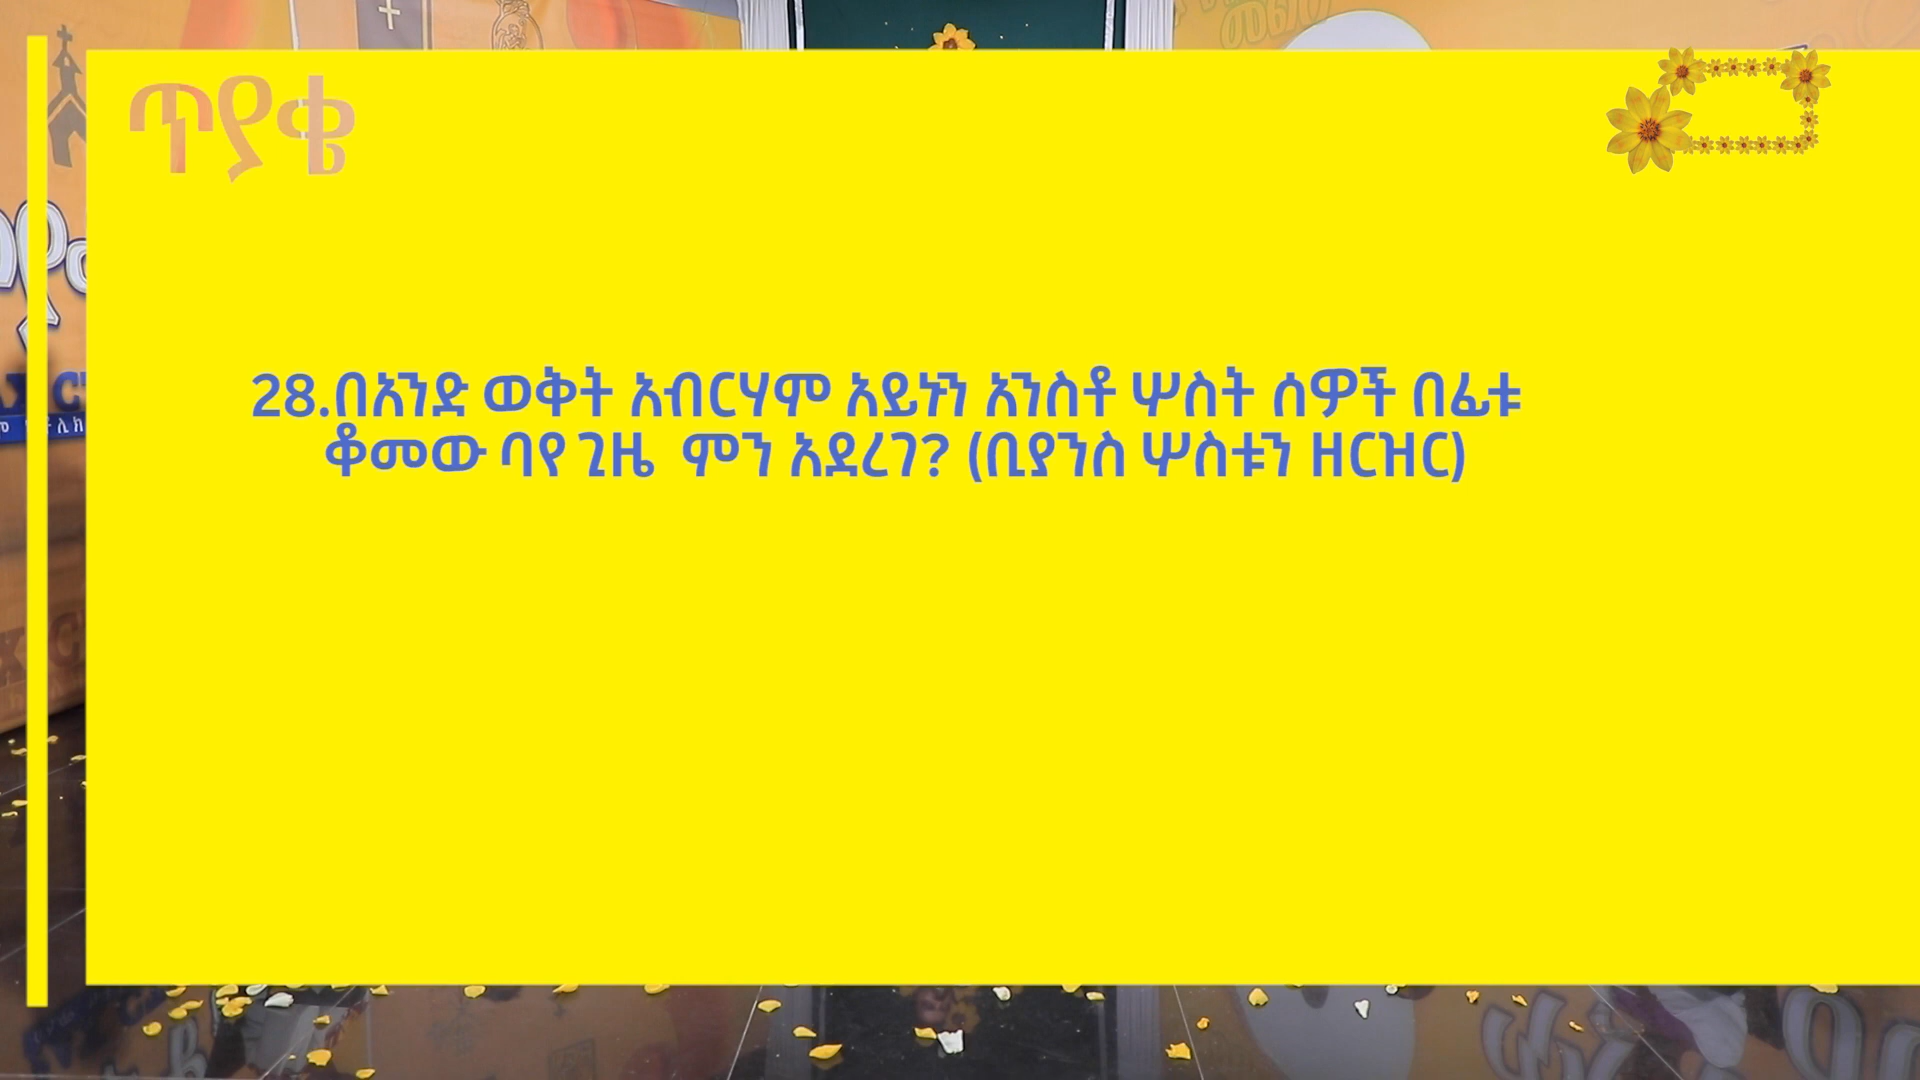 ጥያቄ
28.በአንድ ወቅት አብርሃም አይኑን አንስቶ ሦስት ሰዎች በፊቱ
ቆመው ባየ ጊዜ ምን አደረገ? (ቢያንስ ሦስቱን ዘርዝር)